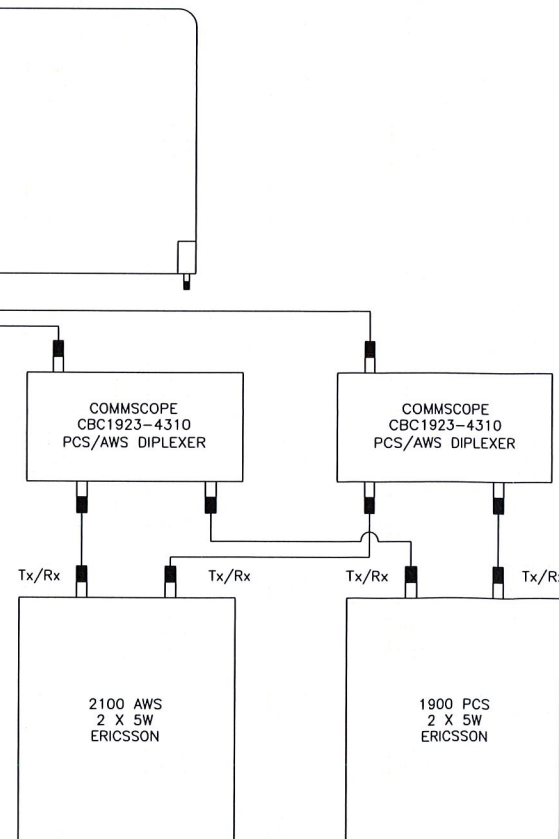 COMMSCOPE
CBC1923-4310
PCS/AWS DIPLEXER
COMMSCOPE
CBC1923-4310
PCS/AWS DIPLEXER
Tx/Rx
Tx/Rx
Tx/Rx
Tx/R
2100 AWS
2 X 5W
ERICSSON
1900 PCS
2 X 5W
ERICSSON